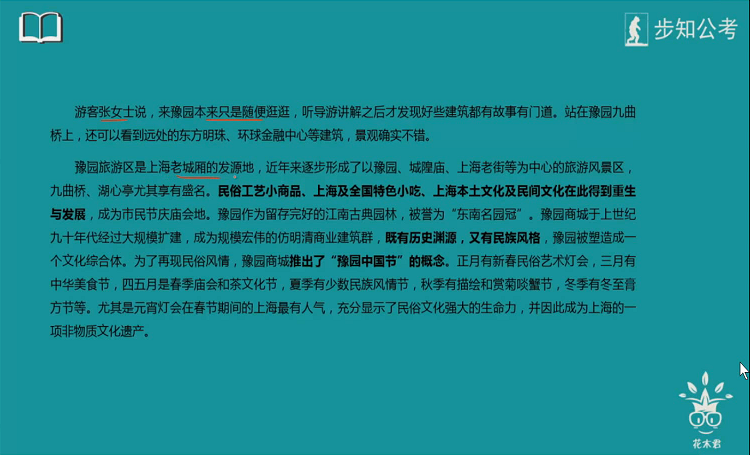 步知公考
游客张女士说，来豫园本来只是随便逛逛，听导游讲解之后才发现好些建筑都有故事有门道。站在豫园九曲
桥上，还可以看到远处的东方明珠、环球金融中心等建筑，景观确实不错。
豫园旅游区是上海老城厢的发源地，近年来逐步形成了以豫园、城隍庙、上海老街等为中心的旅游风景区，
九曲桥、湖心亭尤其享有盛名。民俗工艺小商品、上海及全国特色小吃、上海本土文化及民间文化在此得到重生
与发展，成为市民节庆庙会地。豫园作为留存完好的江南古典园林，被誉为“东南名园冠”。豫园商城于上世纪
九十年代经过大规模扩建，成为规模宏伟的仿明清商业建筑群，既有历史渊源，又有民族风格，豫园被塑造成一
个文化综合体。为了再现民俗风情，豫园商城推出了“豫园中国节”的概念。正月有新春民俗艺术灯会，三月有
中华美食节，四五月是春季庙会和茶文化节，夏季有少数民族风情节，秋季有描绘和赏菊啖蟹节，冬季有冬至膏
方节等。尤其是元宵灯会在春节期间的上海最有人气，充分显示了民俗文化强大的生命力，并因此成为上海的一
项非物质文化遗产。
花木君